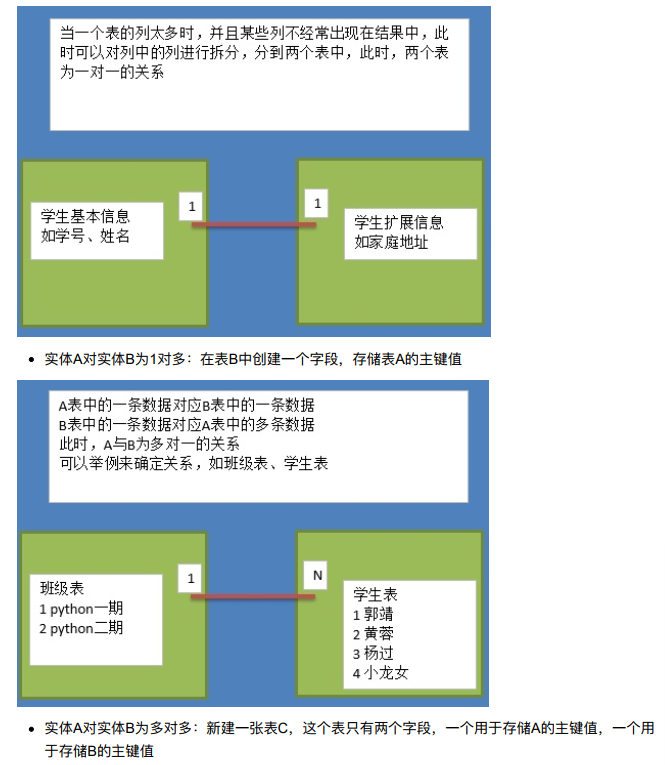 当一个表的列太多时，并且某些列不经常出现在结果中，此
时可以对列中的列进行拆分，分到两个表中，此时，两个表
为一对一的关系
学生基本信息
如学号、姓名
1
1
学生扩展信息
如家庭地址
• 实体A对实体B为1对多：在表B中创建一个字段，存储表A的主键值
A表中的一条数据对应B表中的一条数据
B表中的一条数据对应A表中的多条数据
此时，A与B为多对一的关系
可以举例来确定关系，如班级表、学生表
班级表
1 python一期
2 python二期
1
N
学生表
1 郭靖
2 黄蓉
3 杨过
4 小龙女
• 实体A对实体B为多对多：新建一张表C，这个表只有两个字段，一个用于存储A的主键值，一个用
于存储B的主键值